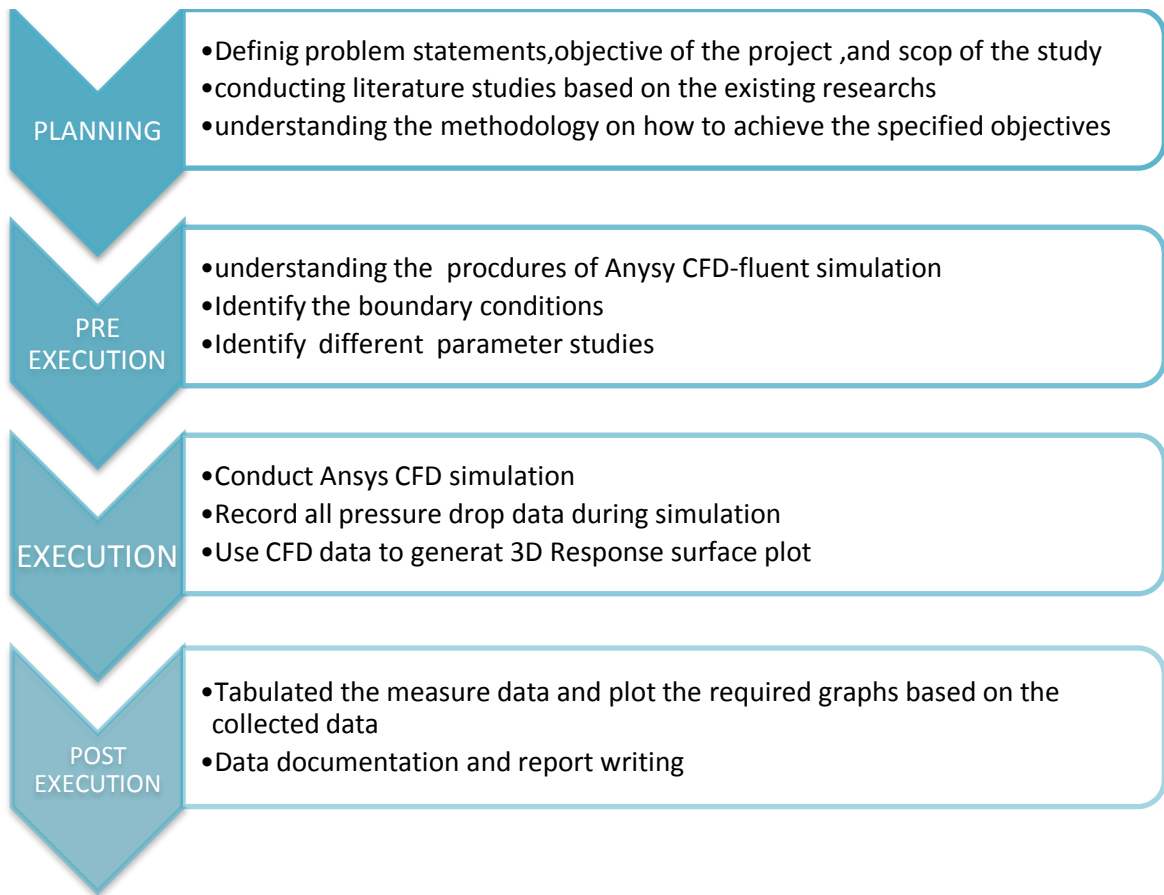 PLANNING
•Definig problem statements,objective of the project ,and scop of the study
•conducting literature studies based on the existing researchs
•understanding the methodology on how to achieve the specified objectives
PRE
EXECUTION
•understanding the  procdures of Anysy CFD-fluent simulation
•Identify the boundary conditions
•Identify  different  parameter studies
EXECUTION
•Conduct Ansys CFD simulation
•Record all pressure drop data during simulation
•Use CFD data to generat 3D Response surface plot
POST
EXECUTION
•Tabulated the measure data and plot the required graphs based on the
collected data
•Data documentation and report writing